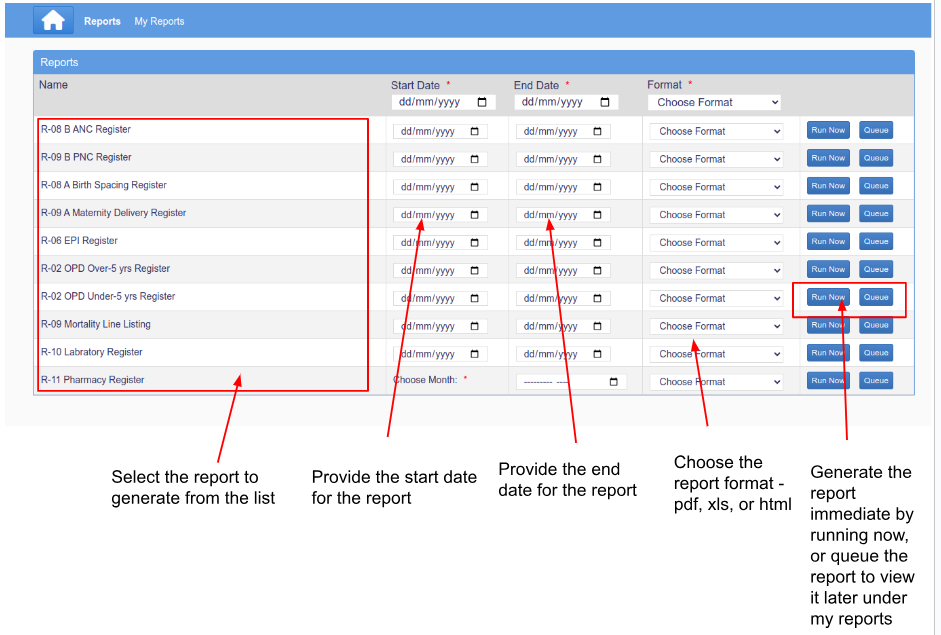 Reports My Reports
Reports
Name Start Date * End Date * Format *
dd/mm/yyyy dd/mm/yyyy Choose Format
R-08 B ANC Register dd/mm/yyyy dd/mm/yyyy Choose Format Run Now Queue
R-09 B PNC Register dd/mm/yyyy dd/mm/yyyy Choose Format Run Now Queue
R-08 A Birth Spacing Register dd/mm/yyyy dd/mm/yyyy Choose Format Run Now Queue
R-09 A Maternity Delivery Register dd/mm/yyyy dd/mm/yyyy Choose Format Run Now Queue
R-06 EPI Register dd/mm/yyyy dd/mm/yyyy Choose Format Run Now Queue
R-02 OPD Over-5 yrs Register dd/mm/yyyy dd/mm/yyyy Choose Format Run Now Queue
R-02 OPD Under-5 yrs Register dd/mm/yyyy dd/mm/yyyy Choose Format Run Now Queue
R-09 Mortality Line Listing dd/mm/yyyy dd/mm/yyyy Choose Format Run Now Queue
R-10 Labratory Register dd/mm/yyyy dd/mm/yyyy Choose Format Run Now Queue
R-11 Pharmacy Register Choose Month: * --------- ---- Choose Format Run Now Queue
Select the report to
generate from the list
Provide the start date
for the report
Provide the end
date for the report
Choose the
report format -
pdf, xls, or html
Generate the
report
immediate by
running now,
or queue the
report to view
it later under
my reports